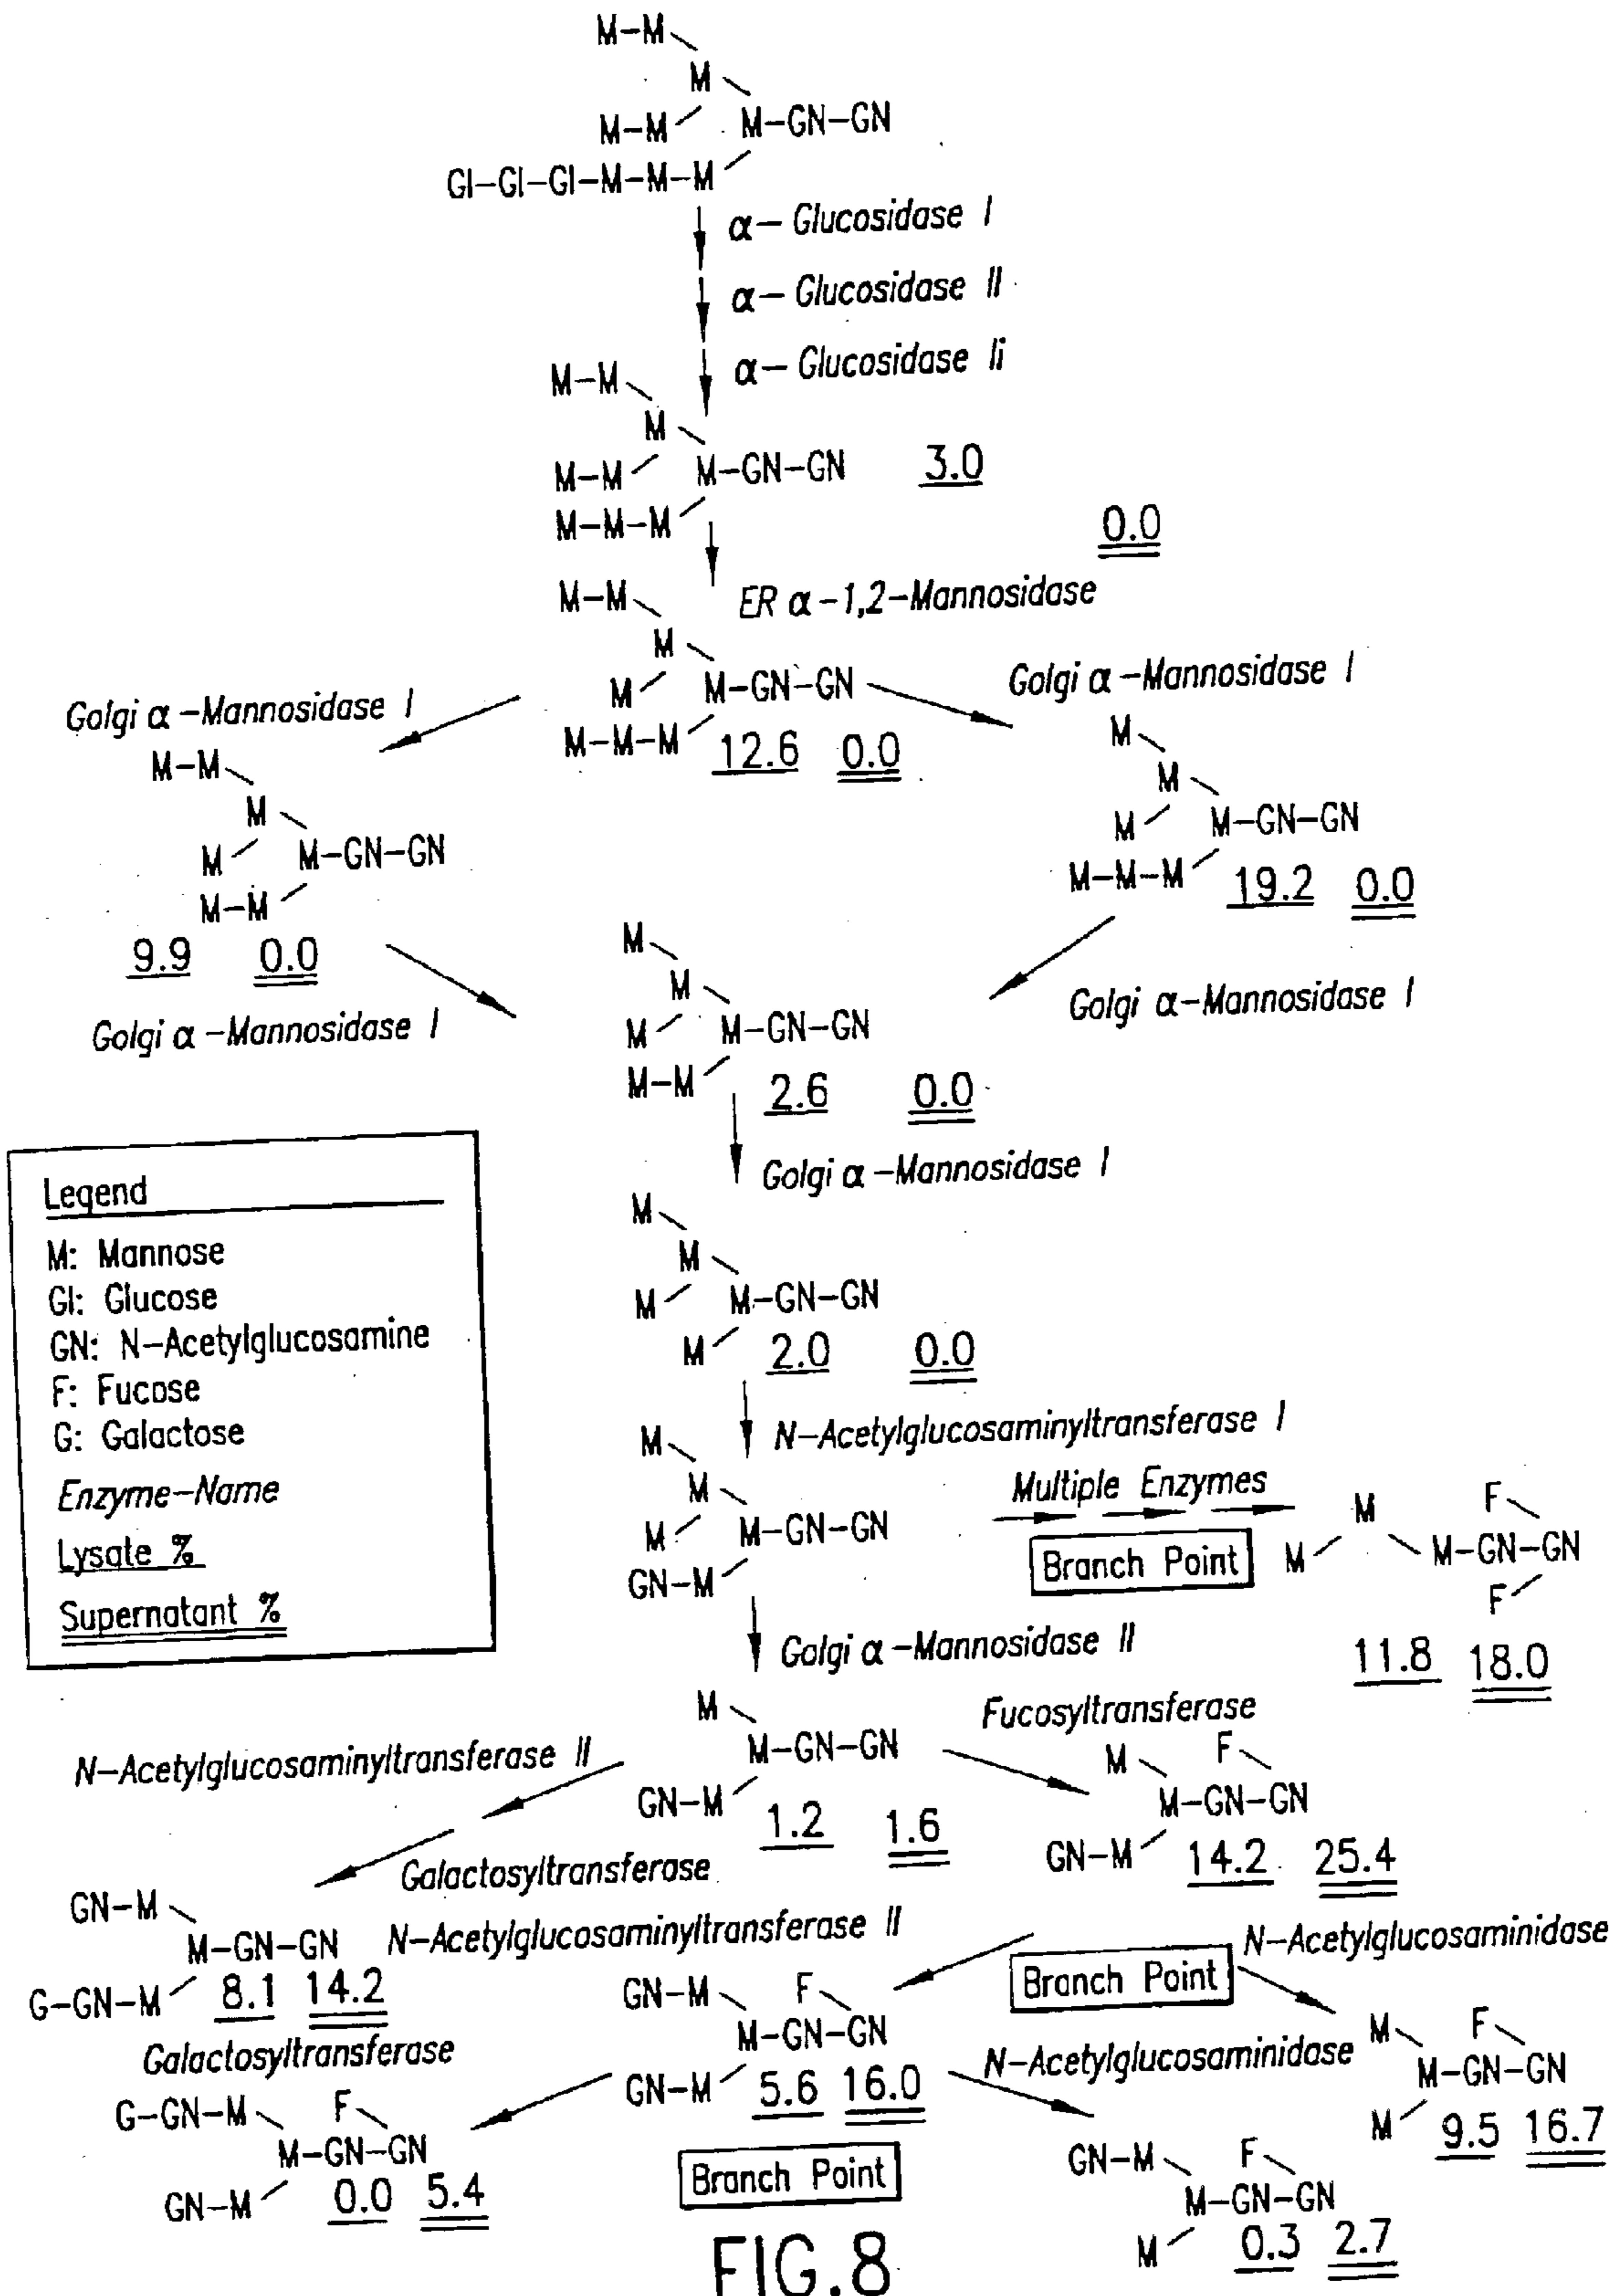 M-M
M
M-M M-GN-GN
Gl-Gl-Gl-M-M-M
α- Glucosidase I
α- Glucosidase II
α- Glucosidase Ii
M-M
M
M-M M-GN-GN 3.0
M-M-M
0.0
ER α-1,2-Mannosidase
M-M
M
M M-GN-GN
M-M-M 12.6 0.0
Golgi α-Mannosidase I
M-M
M
M M-GN-GN
M-M
9.9 0.0
Golgi α-Mannosidase I
Golgi α-Mannosidase I
M
M
M M-GN-GN
M-M-M 19.2 0.0
Golgi α-Mannosidase I
M
M
M M-GN-GN
M-M 2.6 0.0
Golgi α-Mannosidase I
Legend
M: Mannose
Gl: Glucose
GN: N-Acetylglucosamine
F: Fucose
G: Galactose
Enzyme-Name
Lysate %
Supernatant %
M
M
M M-GN-GN
M 2.0 0.0
N-Acetylglucosaminyltransferase I
M
M
M M-GN-GN
GN-M
Multiple Enzymes
Branch Point
M F
M M-GN-GN
F
11.8 18.0
Golgi α-Mannosidase II
M
M-GN-GN
GN-M 1.2 1.6
Fucosyltransferase
M F
M-GN-GN
GN-M 14.2 25.4
N-Acetylglucosaminyltransferase II
Galactosyltransferase
GN-M
M-GN-GN
G-GN-M 8.1 14.2
N-Acetylglucosaminyltransferase II
Branch Point
N-Acetylglucosaminidase
GN-M F
M-GN-GN
GN-M 5.6 16.0
M F
M-GN-GN
M 9.5 16.7
Galactosyltransferase
G-GN-M F
M-GN-GN
GN-M 0.0 5.4
Branch Point
N-Acetylglucosaminidase
GN-M F
M-GN-GN
M 0.3 2.7
FIG.8